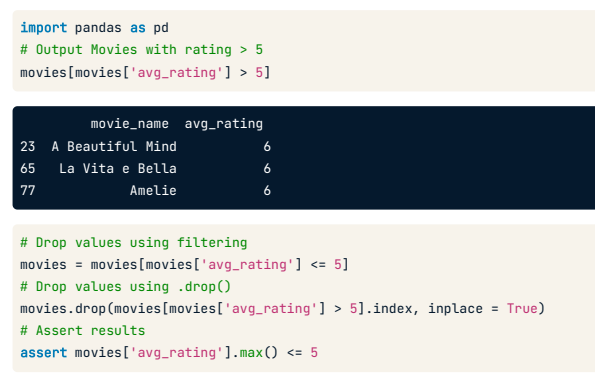 import pandas as pd
# Output Movies with rating > 5
movies[movies['avg_rating'] > 5]
movie_name avg_rating
23 A Beautiful Mind 6
65 La Vita e Bella 6
77 Amelie 6
# Drop values using filtering
movies = movies[movies['avg_rating'] <= 5]
# Drop values using .drop()
movies.drop(movies[movies['avg_rating'] > 5].index, inplace = True)
# Assert results
assert movies['avg_rating'].max() <= 5